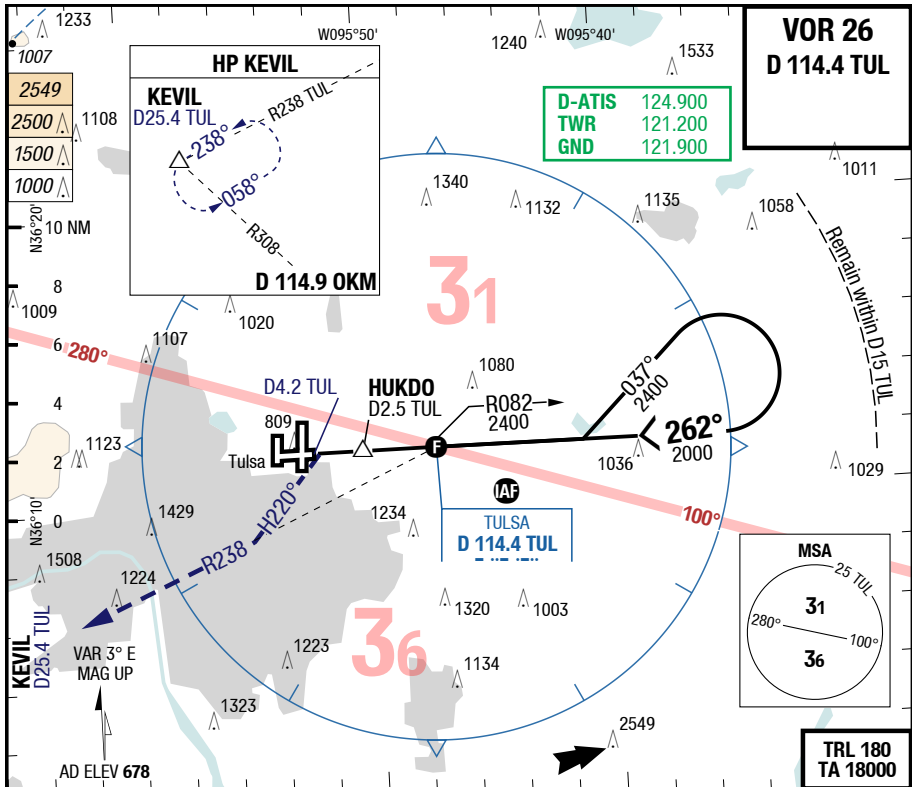 1233
1007
2549
2500
1500
1000
1108
W095°50'
1240
W095°40'
1533
VOR 26
D 114.4 TUL
HP KEVIL
KEVIL
D25.4 TUL
R238 TUL
238°
058°
R308
D 114.9 OKM
D-ATIS 124.900
TWR 121.200
GND 121.900
1011
N36°20'
10 NM
1340
1132
1135
1058
Remain within D15 TUL
31
8
1009
1020
6
1107
280°
1080
037°
2400
D4.2 TUL
HUKDO
D2.5 TUL
R082
2400
4
809
262°
2000
F
1123
Tulsa
1036
2
1029
IAF
H220°
N36°10'
0
1429
1234
100°
TULSA
D 114.4 TUL
R238
1508
1224
1320
1003
MSA
25 TUL
31
280°
100°
36
KEVIL
D25.4 TUL
VAR 3° E
MAG UP
1223
36
1134
1323
2549
AD ELEV 678
TRL 180
TA 18000